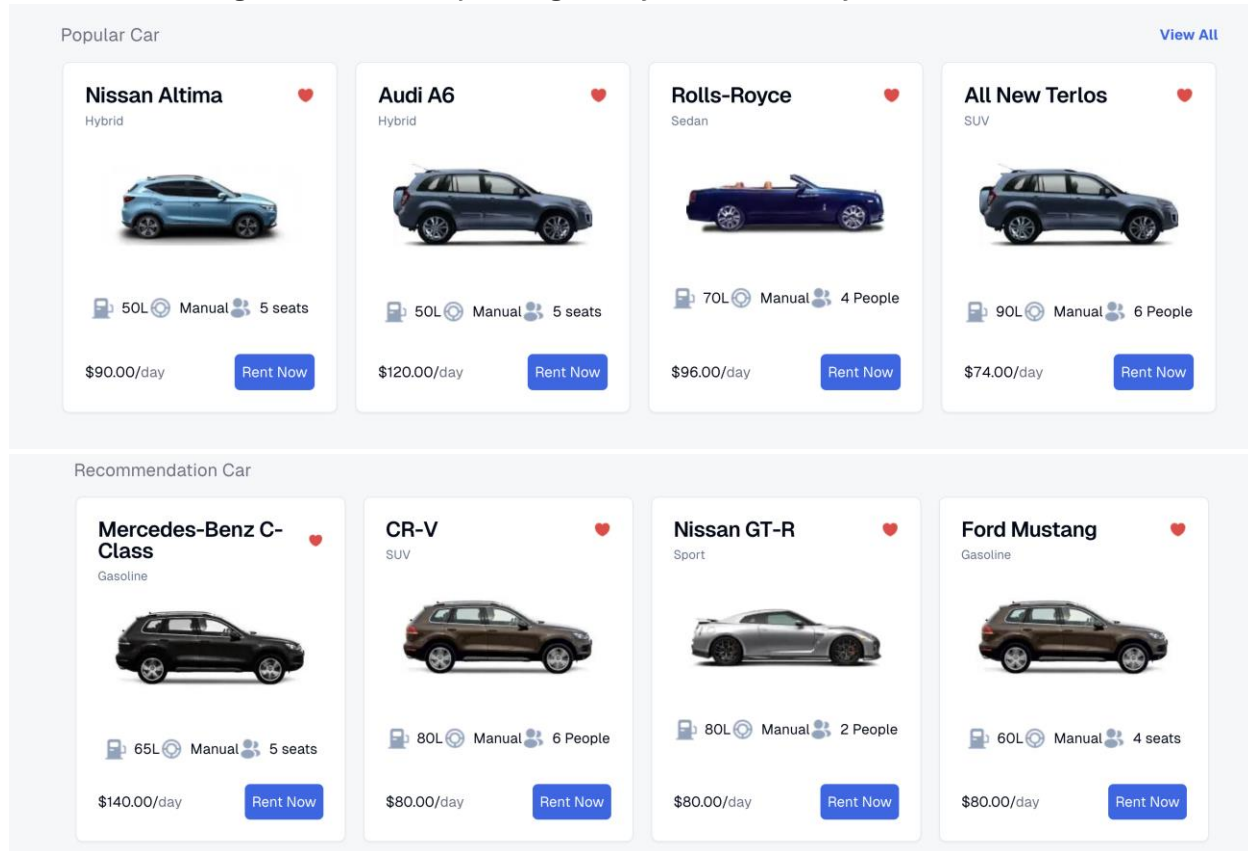 Popular Car
View All
Nissan Altima
Hybrid
50L Manual 5 seats
$90.00/day Rent Now
Audi A6
Hybrid
50L Manual 5 seats
$120.00/day Rent Now
Rolls-Royce
Sedan
70L Manual 4 People
$96.00/day Rent Now
All New Terlos
SUV
90L Manual 6 People
$74.00/day Rent Now
Recommendation Car
Mercedes-Benz C-
Class
Gasoline
65L Manual 5 seats
$140.00/day Rent Now
CR-V
SUV
80L Manual 6 People
$80.00/day Rent Now
Nissan GT-R
Sport
80L Manual 2 People
$80.00/day Rent Now
Ford Mustang
Gasoline
60L Manual 4 seats
$80.00/day Rent Now